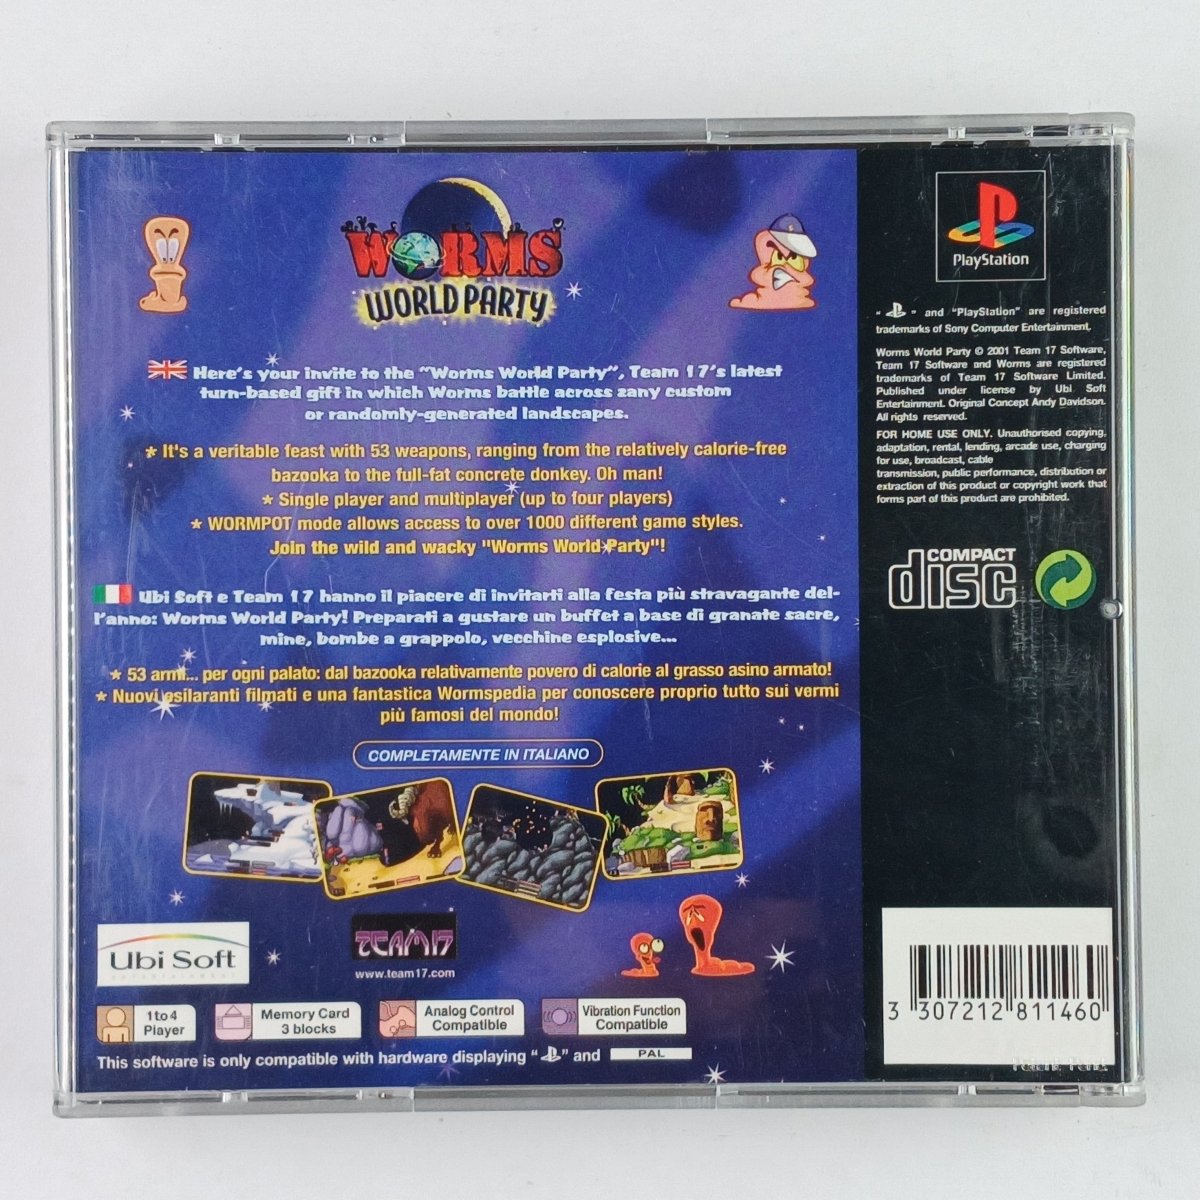 WORMS
WORLD PARTY
Here's your invite to the "Worms World Party", Team 17's latest
turn-based gift in which Worms battle across zany custom
or randomly-generated landscapes.
★ It's a veritable feast with 53 weapons, ranging from the relatively calorie-free
bazooka to the full-fat concrete donkey. Oh man!
★ Single player and multiplayer (up to four players)
★ WORMPOT mode allows access to over 1000 different game styles.
Join the wild and wacky "Worms World Party"!
Ubi Soft e Team 17 hanno il piacere di invitarti alla festa più stravagante del-
l'anno: Worms World Party! Preparati a gustare un buffet a base di granate sacre,
mine, bombe a grappolo, vecchine esplosive...
★ 53 armi... per ogni palato: dal bazooka relativamente povero di calorie al grasso asino armato!
★ Nuovi esilaranti filmati e una fantastica Wormspedia per conoscere proprio tutto sui vermi
più famosi del mondo!
COMPLETAMENTE IN ITALIANO
Ubi Soft
entertainment
TEAM17
www.team17.com
1 to 4
Player
Memory Card
3 blocks
Analog Control
Compatible
Vibration Function
Compatible
This software is only compatible with hardware displaying " " and PAL
PlayStation
" " and "PlayStation" are registered
trademarks of Sony Computer Entertainment,
Worms World Party © 2001 Team 17 Software,
Team 17 Software and Worms are registered
trademarks of Team 17 Software Limited.
Published under license by Ubi Soft
Entertainment. Original Concept Andy Davidson.
All rights reserved.
FOR HOME USE ONLY. Unauthorised copying,
adaptation, rental, lending, arcade use, charging
for use, broadcast, cable
transmission, public performance, distribution or
extraction of this product or copyright work that
forms part of this product are prohibited.
COMPACT
disc
3 307212 811460